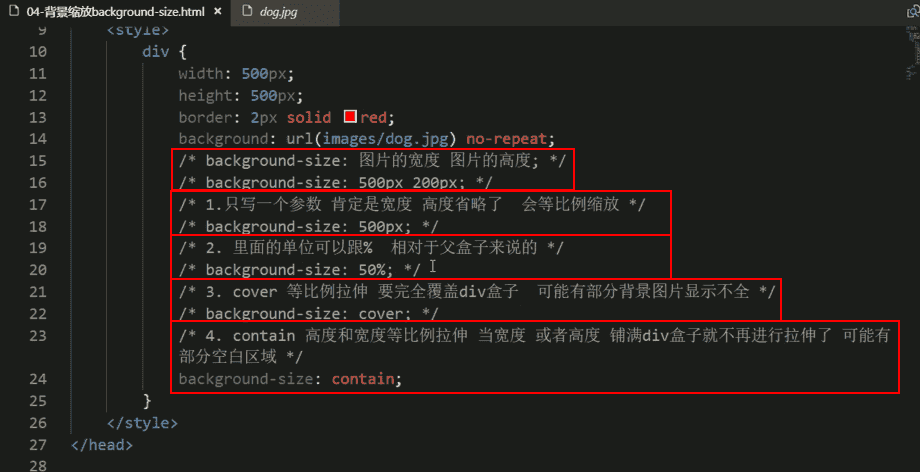 04-背景缩放background-size.html × dog.jpg
9 <style>
10 div {
11 width: 500px;
12 height: 500px;
13 border: 2px solid red;
14 background: url(images/dog.jpg) no-repeat;
15 /* background-size: 图片的宽度 图片的高度; */
16 /* background-size: 500px 200px; */
17 /* 1.只写一个参数 肯定是宽度 高度省略了 会等比例缩放 */
18 /* background-size: 500px; */
19 /* 2. 里面的单位可以跟% 相对于父盒子来说的 */
20 /* background-size: 50%; */
21 /* 3. cover 等比例拉伸 要完全覆盖div盒子 可能有部分背景图片显示不全 */
22 /* background-size: cover; */
23 /* 4. contain 高度和宽度等比例拉伸 当宽度 或者高度 铺满div盒子就不再进行拉伸了 可能有
部分空白区域 */
24 background-size: contain;
25 }
26 </style>
27 </head>
28